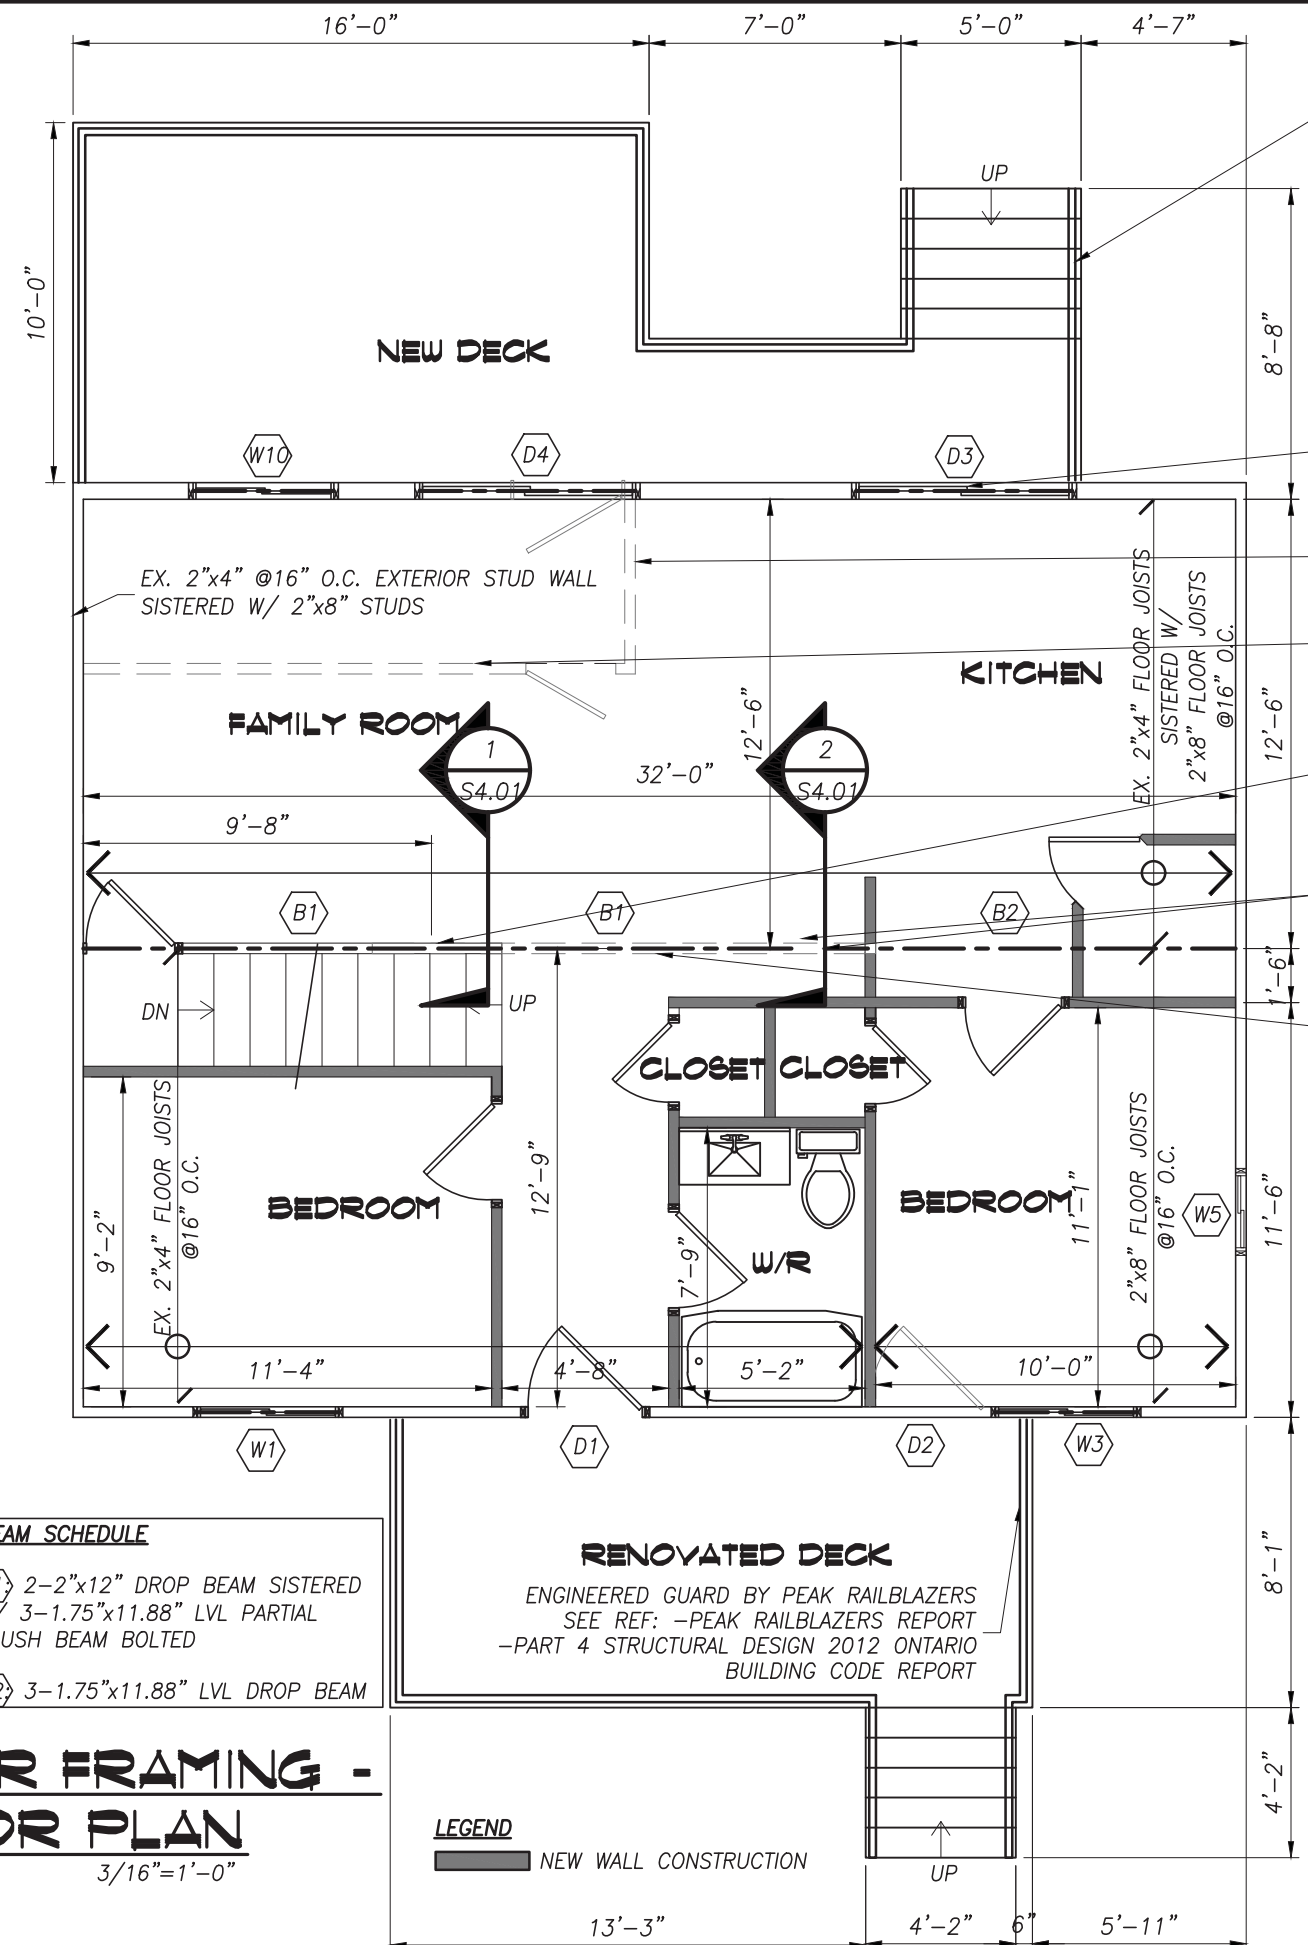 16'-0"
7'-0"
5'-0"
4'-7"
UP
10'-0"
8'-8"
NEW DECK
W10
D4
D3
EX. 2"x4" @16" O.C. EXTERIOR STUD WALL
SISTERED W/ 2"x8" STUDS
EX. 2"x4" FLOOR JOISTS
SISTERED W/
2"x8" FLOOR JOISTS
@16" O.C.
KITCHEN
FAMILY ROOM
12'-6"
12'-6"
1
S4.01
2
S4.01
32'-0"
9'-8"
B1
B1
B2
1'-6"
DN
UP
CLOSET
CLOSET
EX. 2"x4" FLOOR JOISTS
@16" O.C.
2"x8" FLOOR JOISTS
@16" O.C.
9'-2"
12'-9"
BEDROOM
BEDROOM
11'-1"
W5
11'-6"
7'-9"
W/R
11'-4"
4'-8"
5'-2"
10'-0"
W1
D1
D2
W3
EAM SCHEDULE
2-2"x12" DROP BEAM SISTERED
/ 3-1.75"x11.88" LVL PARTIAL
USH BEAM BOLTED
3-1.75"x11.88" LVL DROP BEAM
RENOVATED DECK
ENGINEERED GUARD BY PEAK RAILBLAZERS
SEE REF: -PEAK RAILBLAZERS REPORT
-PART 4 STRUCTURAL DESIGN 2012 ONTARIO
BUILDING CODE REPORT
8'-1"
R FRAMING -
OR PLAN
3/16"=1'-0"
LEGEND
NEW WALL CONSTRUCTION
4'-2"
UP
13'-3"
4'-2"
6"
5'-11"